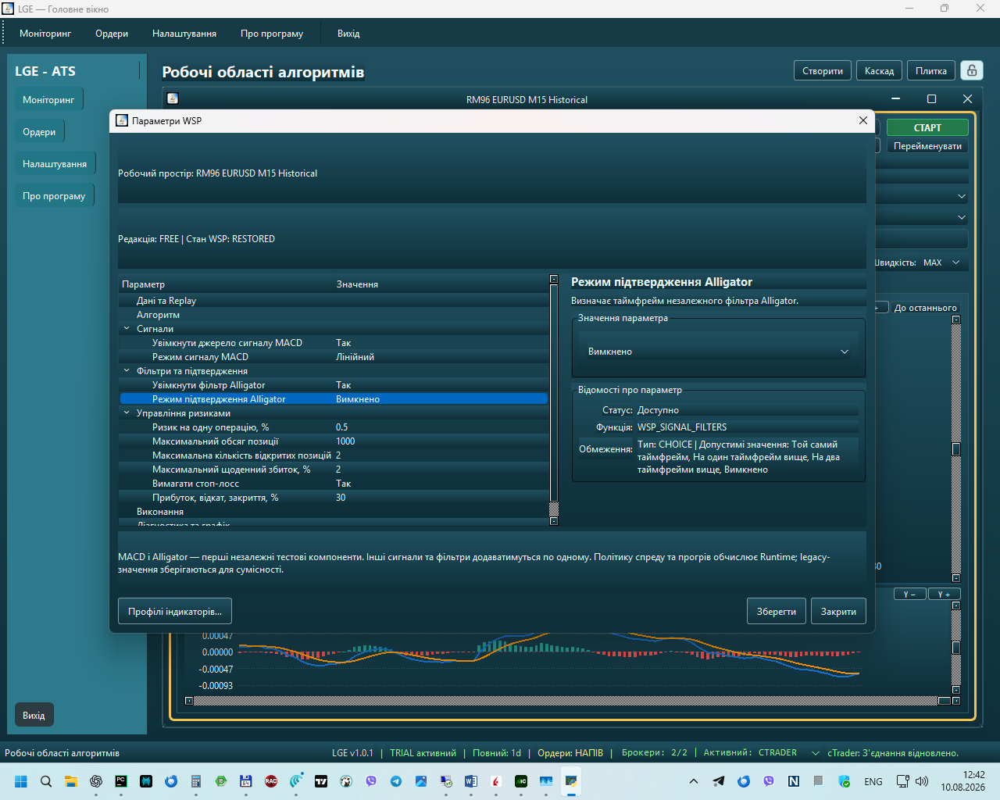 LGE — Головне вікно
Моніторинг Ордери Налаштування Про програму Вихід
LGE - ATS
Моніторинг
Ордери
Налаштування
Про програму
Вихід
Робочі області алгоритмів
Створити Каскад Плитка
RM96 EURUSD M15 Historical
СТАРТ
Перейменувати
Швидкість: MAX
До останнього
Параметри WSP
Робочий простір: RM96 EURUSD M15 Historical
Редакція: FREE | Стан WSP: RESTORED
Параметр Значення
Дані та Replay
Алгоритм
Сигнали
Увімкнути джерело сигналу MACD Так
Режим сигналу MACD Лінійний
Фільтри та підтвердження
Увімкнути фільтр Alligator Так
Режим підтвердження Alligator Вимкнено
Управління ризиками
Ризик на одну операцію, % 0.5
Максимальний обсяг позиції 1000
Максимальна кількість відкритих позицій 2
Максимальний щоденний збиток, % 2
Вимагати стоп-лосс Так
Прибуток, відкат, закриття, % 30
Виконання
Діагностика та графік
Режим підтвердження Alligator
Визначає таймфрейм незалежного фільтра Alligator.
Значення параметра
Вимкнено
Відомості про параметр
Статус: Доступно
Функція: WSP_SIGNAL_FILTERS
Обмеження: Тип: CHOICE | Допустимі значення: Той самий
таймфрейм, На один таймфрейм вище, На два
таймфрейми вище, Вимкнено
MACD і Alligator — перші незалежні тестові компоненти. Інші сигнали та фільтри додаватимуться по одному. Політику спреду та прогрів обчислює Runtime; legacy-
значення зберігаються для сумісності.
Профілі індикаторів... Зберегти Закрити
Y − Y +
0.00047
0.00000
-0.00047
-0.00093
Робочі області алгоритмів LGE v1.0.1 | TRIAL активний | Повний: 1d | Ордери: НАПІВ | Брокери: 2/2 | Активний: CTRADER cTrader: З'єднання відновлено.
ENG
12:42
10.08.2026